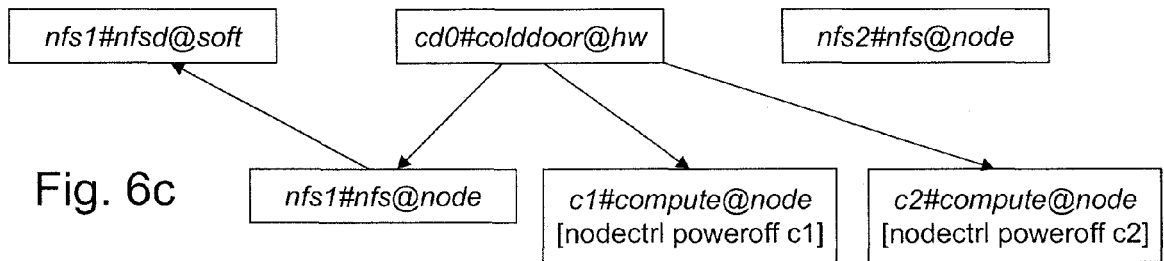 nfs1#nfsd@soft
cd0#colddoor@hw
nfs2#nfs@node
Fig. 6c
nfs1#nfs@node
c1#compute@node
[nodectrl poweroff c1]
c2#compute@node
[nodectrl poweroff c2]